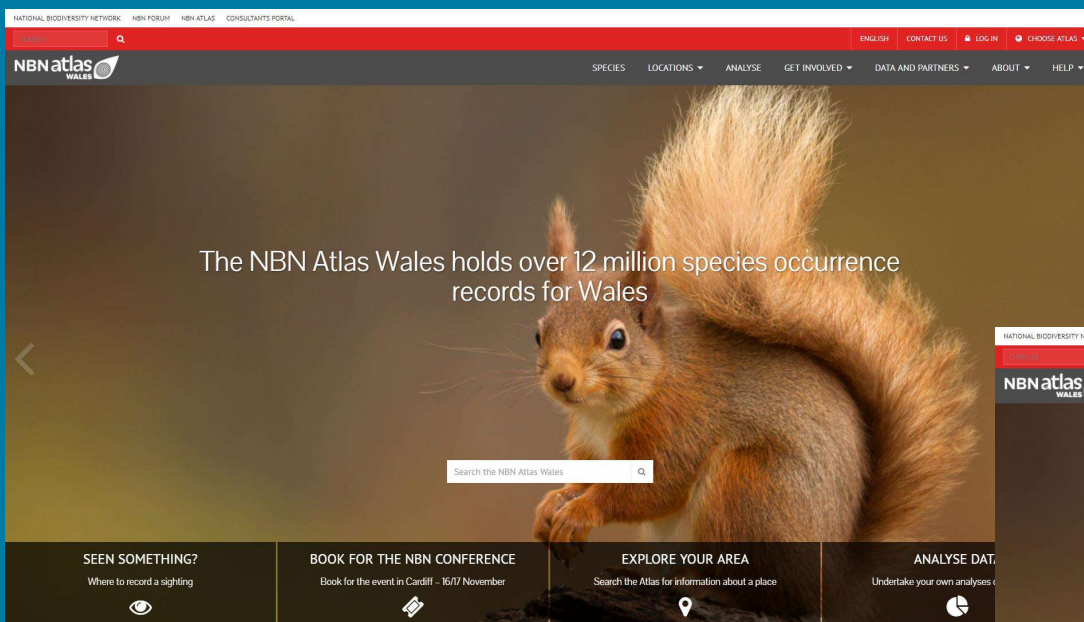 NATIONAL BIODIVERSITY NETWORK NBN FORUM NBN ATLAS CONSULTANTS PORTAL
ENGLISH CONTACT US LOG IN CHOOSE ATLAS
NBN atlas
WALES
SPECIES LOCATIONS ANALYSE GET INVOLVED DATA AND PARTNERS ABOUT HELP
The NBN Atlas Wales holds over 12 million species occurrence
records for Wales
NATIONAL BIODIVERSITY N
NBN atlas
WALES
Search the NBN Atlas Wales
SEEN SOMETHING?
Where to record a sighting
BOOK FOR THE NBN CONFERENCE
Book for the event in Cardiff – 16/17 November
EXPLORE YOUR AREA
Search the Atlas for information about a place
ANALYSE DAT
Undertake your own analyses